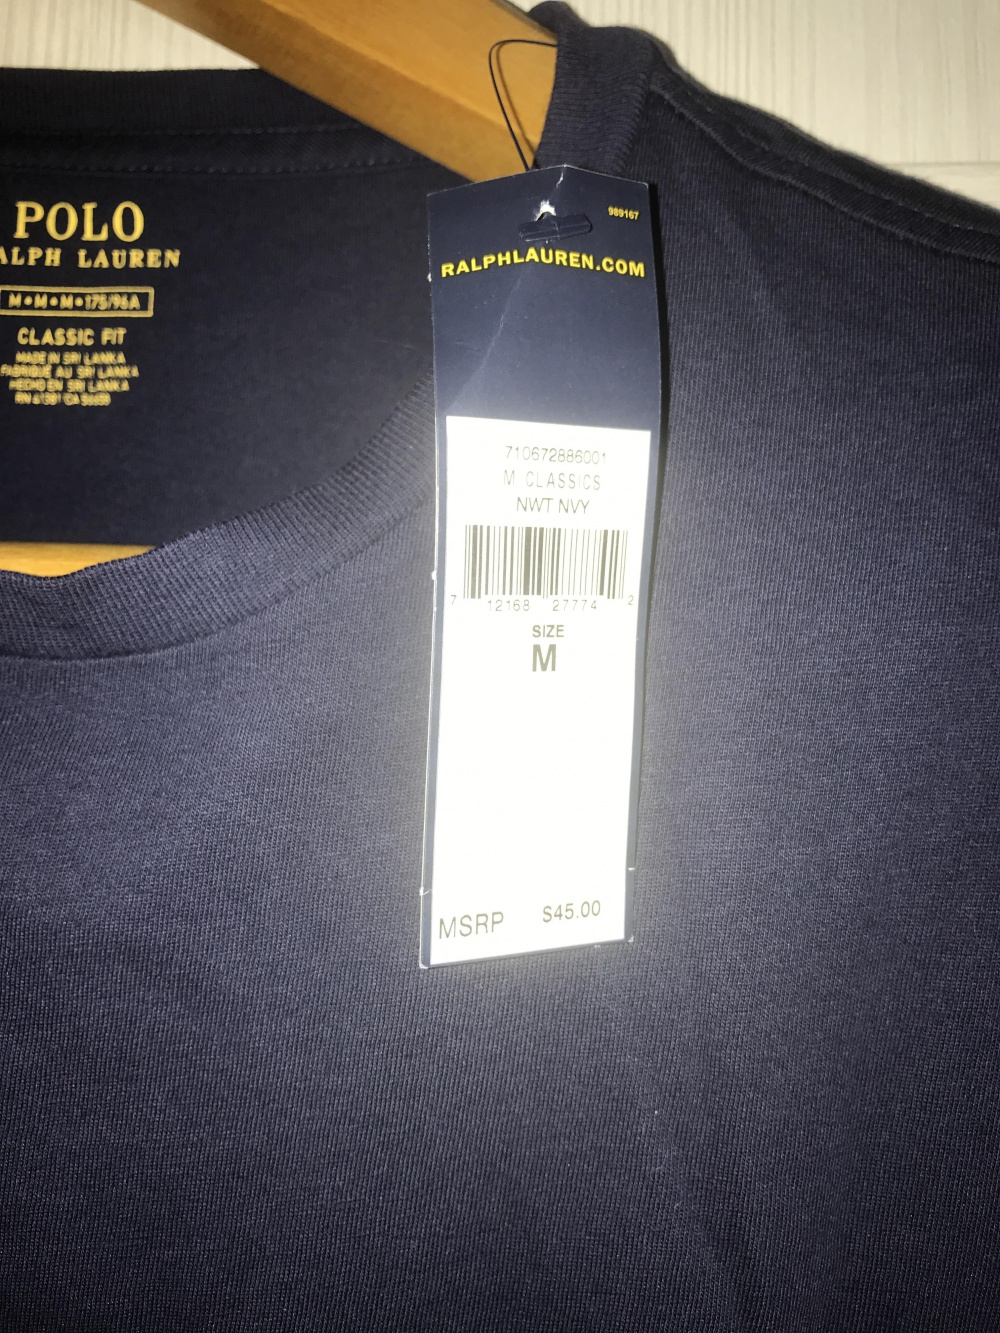 POLO
ALPH LAUREN
M•M•M•175/96A
CLASSIC FIT
MADE IN SRI LANKA
FABRIQUÉ AU SRI LANKA
HECHO EN SRI LANKA
989167
RALPHLAUREN.COM
710672886001
M CLASSICS
NWT NVY
7 12168 27774 2
SIZE
M
MSRP $45.00